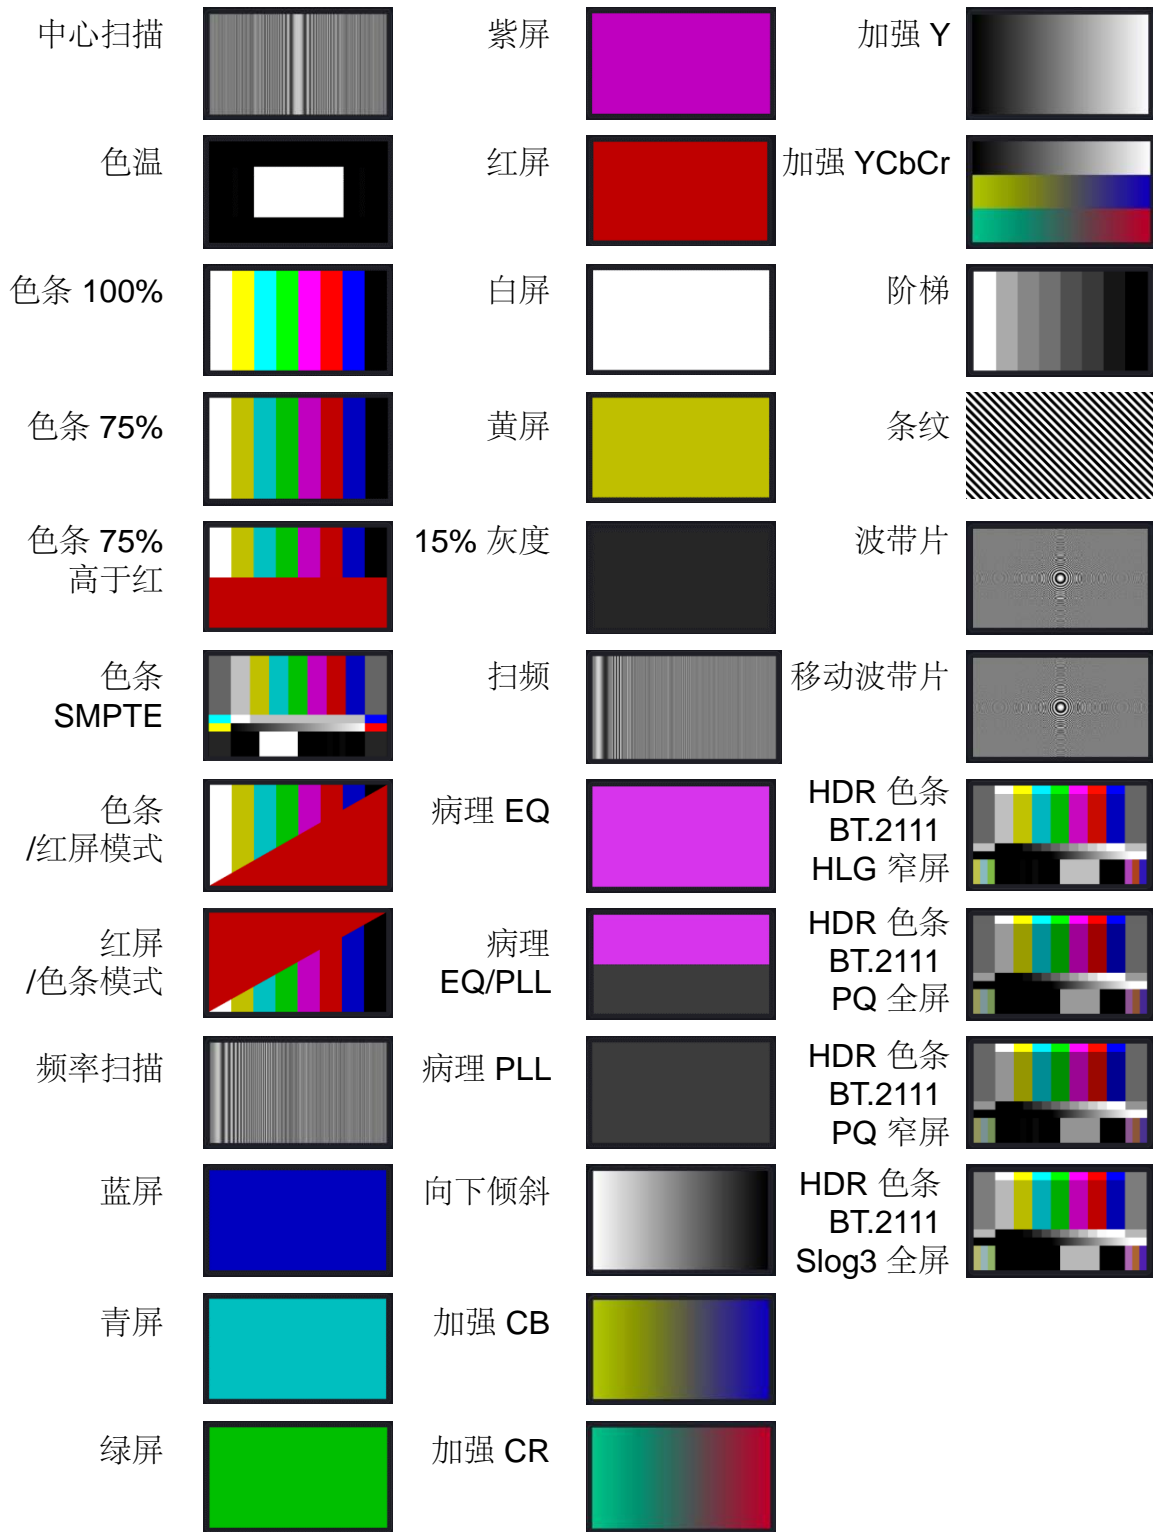 中心扫描
色温
色条 100%
色条 75%
色条 75%
高于红
色条
SMPTE
色条
/红屏模式
红屏
/色条模式
频率扫描
蓝屏
青屏
绿屏
紫屏
红屏
白屏
黄屏
15% 灰度
扫频
病理 EQ
病理
EQ/PLL
病理 PLL
向下倾斜
加强 CB
加强 CR
加强 Y
加强 YCbCr
阶梯
条纹
波带片
移动波带片
HDR 色条
BT.2111
HLG 窄屏
HDR 色条
BT.2111
PQ 全屏
HDR 色条
BT.2111
PQ 窄屏
HDR 色条
BT.2111
Slog3 全屏